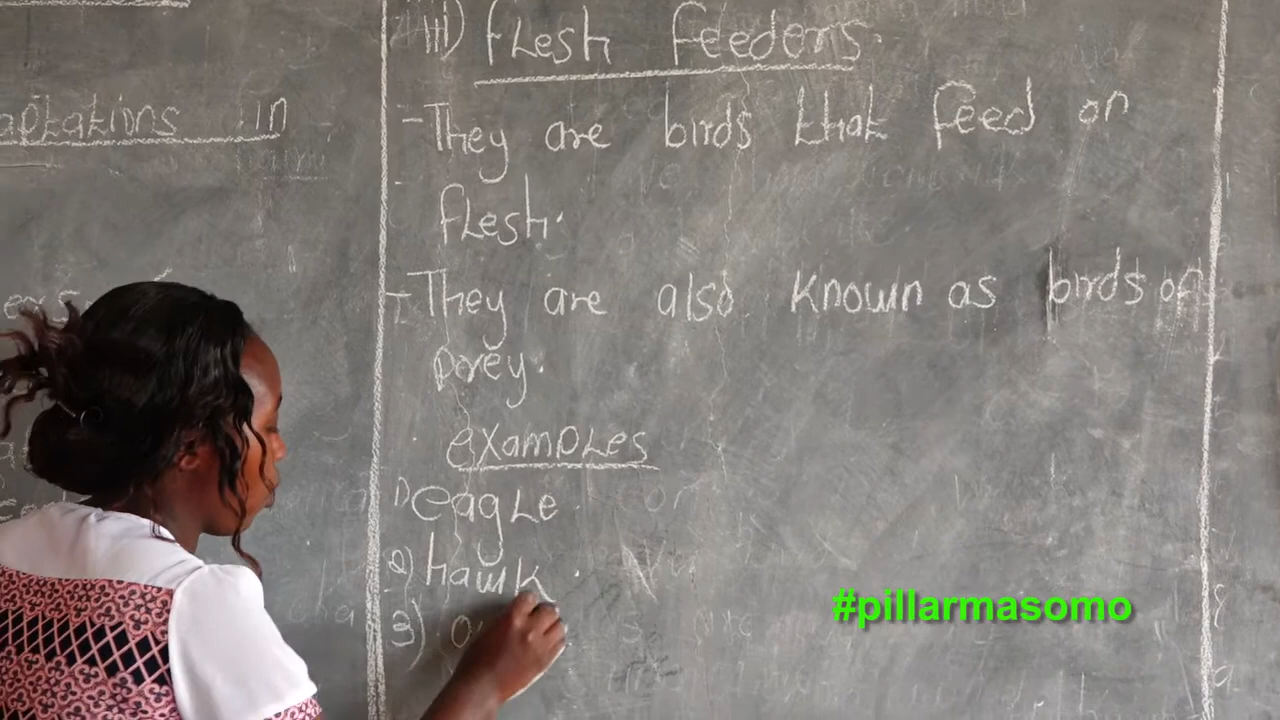 aptations in
iii) flesh feeders.
-They are birds that feed on
flesh.
-They are also known as birds of
prey.
examples
1) eagle
2) hawk
3)
#pillarmasomo